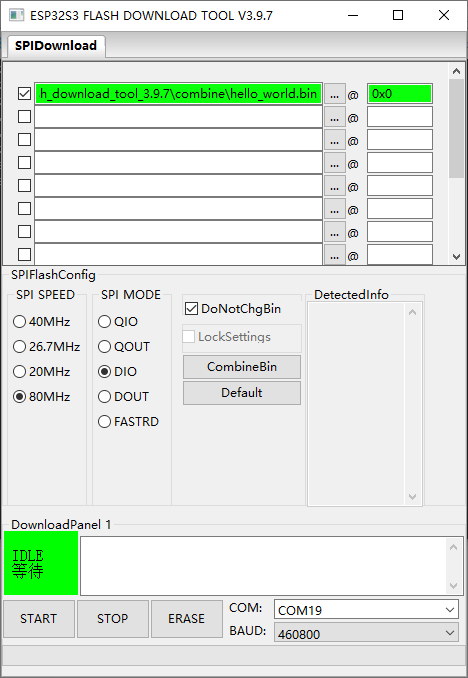 ESP32S3 FLASH DOWNLOAD TOOL V3.9.7
SPIDownload
h_download_tool_3.9.7\combine\hello_world.bin ... @ 0x0
... @
... @
... @
... @
... @
... @
... @
SPIFlashConfig
SPI SPEED
40MHz
26.7MHz
20MHz
80MHz
SPI MODE
QIO
QOUT
DIO
DOUT
FASTRD
DoNotChgBin
LockSettings
CombineBin
Default
DetectedInfo
DownloadPanel 1
IDLE
等待
START
STOP
ERASE
COM: COM19
BAUD: 460800